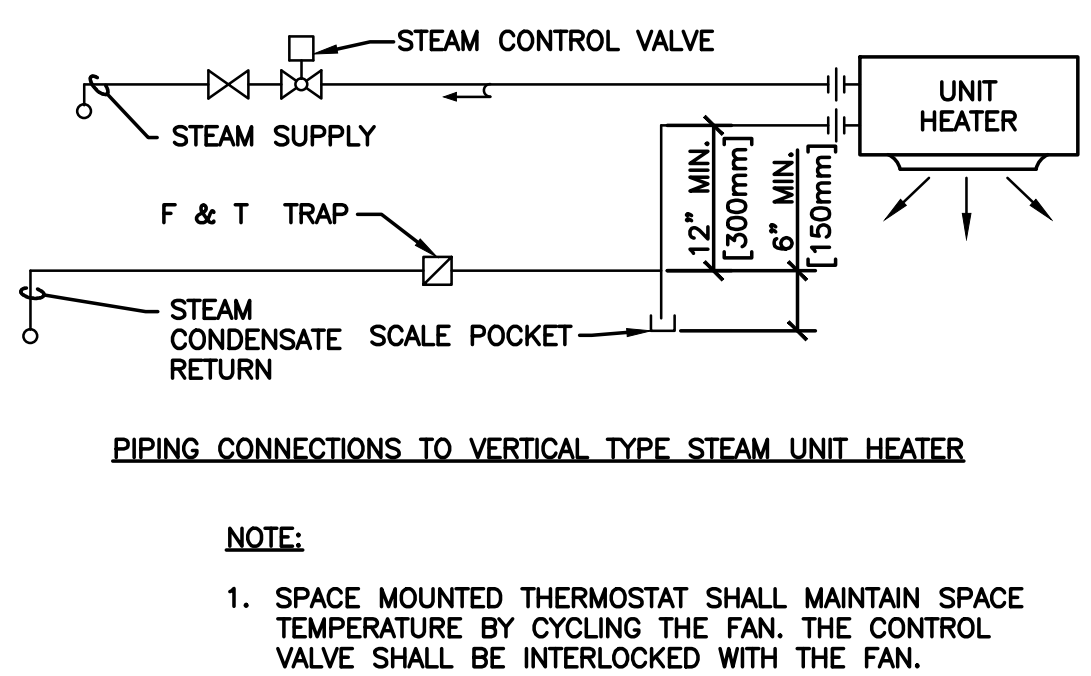 STEAM CONTROL VALVE
UNIT
HEATER
STEAM SUPPLY
12" MIN.
[300mm]
6" MIN.
[150mm]
F & T TRAP
STEAM
CONDENSATE
RETURN
SCALE POCKET
PIPING CONNECTIONS TO VERTICAL TYPE STEAM UNIT HEATER
NOTE:
1. SPACE MOUNTED THERMOSTAT SHALL MAINTAIN SPACE
TEMPERATURE BY CYCLING THE FAN. THE CONTROL
VALVE SHALL BE INTERLOCKED WITH THE FAN.